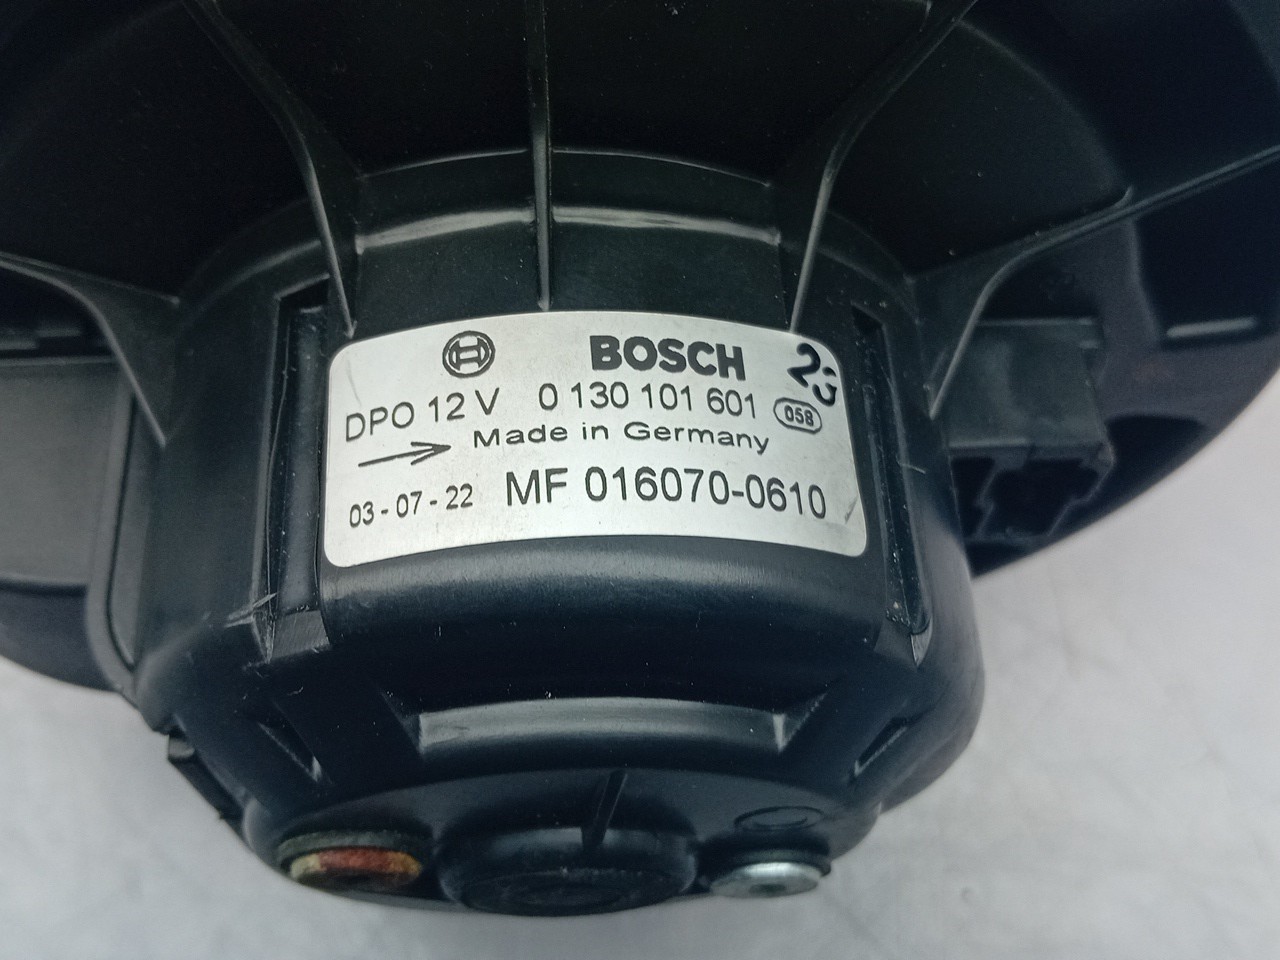 BOSCH
DPO 12 V 0 130 101 601 058
Made in Germany
03-07-22 MF 016070-0610